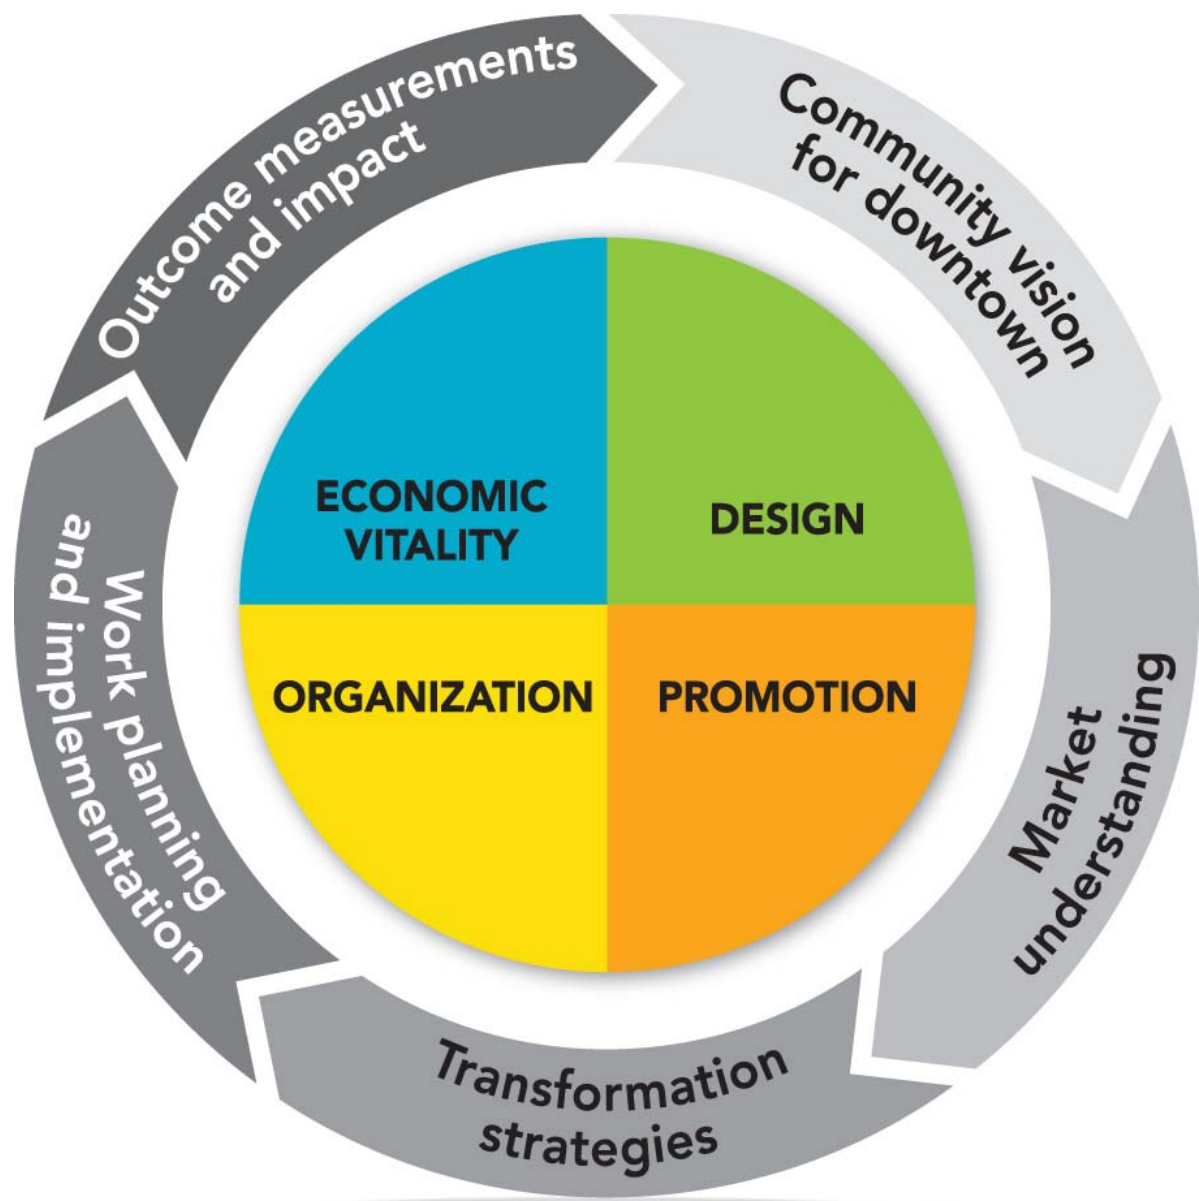 Outcome measurements
and impact
Community vision
for downtown
Market
understanding
Transformation
strategies
Work planning
and implementation
ECONOMIC
VITALITY
DESIGN
ORGANIZATION
PROMOTION